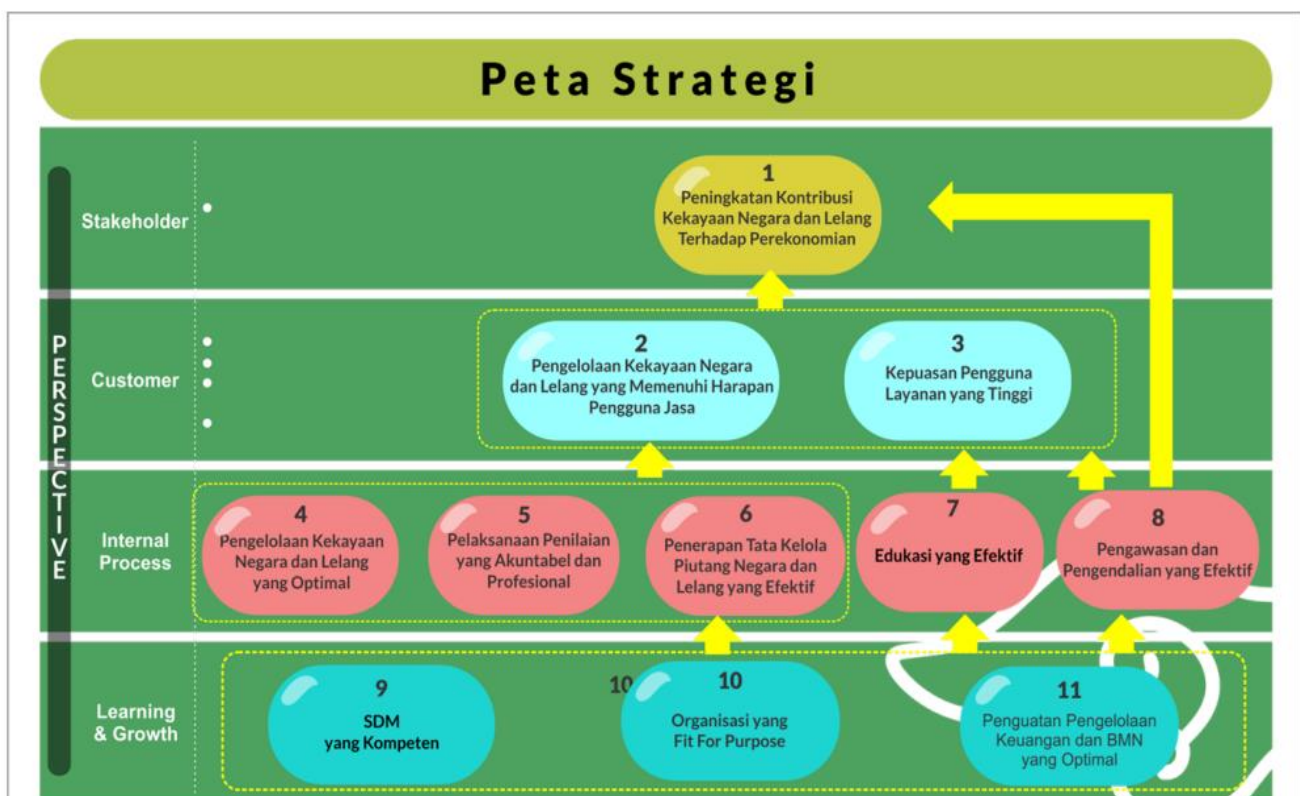 Peta Strategi
PERSPECTIVE
Stakeholder
1
Peningkatan Kontribusi
Kekayaan Negara dan Lelang
Terhadap Perekonomian
Customer
2
Pengelolaan Kekayaan Negara
dan Lelang yang Memenuhi Harapan
Pengguna Jasa
3
Kepuasan Pengguna
Layanan yang Tinggi
Internal
Process
4
Pengelolaan Kekayaan
Negara dan Lelang
yang Optimal
5
Pelaksanaan Penilaian
yang Akuntabel dan
Profesional
6
Penerapan Tata Kelola
Piutang Negara dan
Lelang yang Efektif
7
Edukasi yang Efektif
8
Pengawasan dan
Pengendalian yang Efektif
Learning
& Growth
9
SDM
yang Kompeten
10
10
Organisasi yang
Fit For Purpose
11
Penguatan Pengelolaan
Keuangan dan BMN
yang Optimal